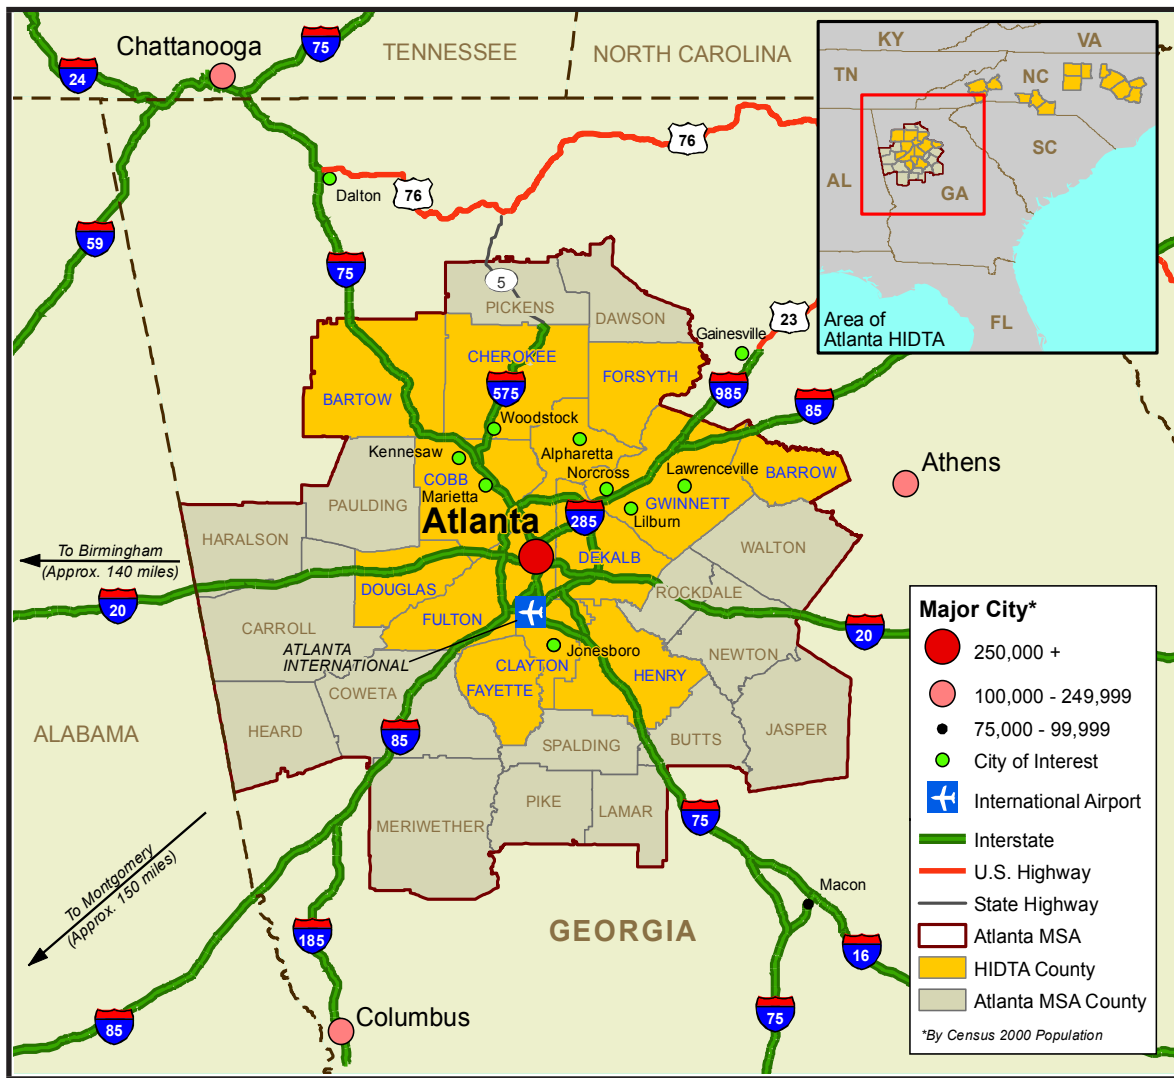 Chattanooga
TENNESSEE
NORTH CAROLINA
75
24
76
76
Dalton
59
75
5
PICKENS
DAWSON
23
Gainesville
KY
VA
TN
NC
SC
AL
GA
FL
Area of
Atlanta HIDTA
CHEROKEE
FORSYTH
BARTOW
575
985
85
Woodstock
Kennesaw
Alpharetta
COBB
Marietta
Norcross
Lawrenceville
BARROW
GWINNETT
Lilburn
Athens
PAULDING
Atlanta
285
HARALSON
To Birmingham
(Approx. 140 miles)
WALTON
DEKALB
DOUGLAS
ROCKDALE
20
FULTON
20
CARROLL
ATLANTA
INTERNATIONAL
Jonesboro
CLAYTON
NEWTON
HENRY
FAYETTE
COWETA
HEARD
85
SPALDING
BUTTS
JASPER
ALABAMA
PIKE
LAMAR
MERIWETHER
75
To Montgomery
(Approx. 150 miles)
Macon
GEORGIA
185
16
85
Columbus
75
Major City*
250,000 +
100,000 - 249,999
75,000 - 99,999
City of Interest
International Airport
Interstate
U.S. Highway
State Highway
Atlanta MSA
HIDTA County
Atlanta MSA County
*By Census 2000 Population